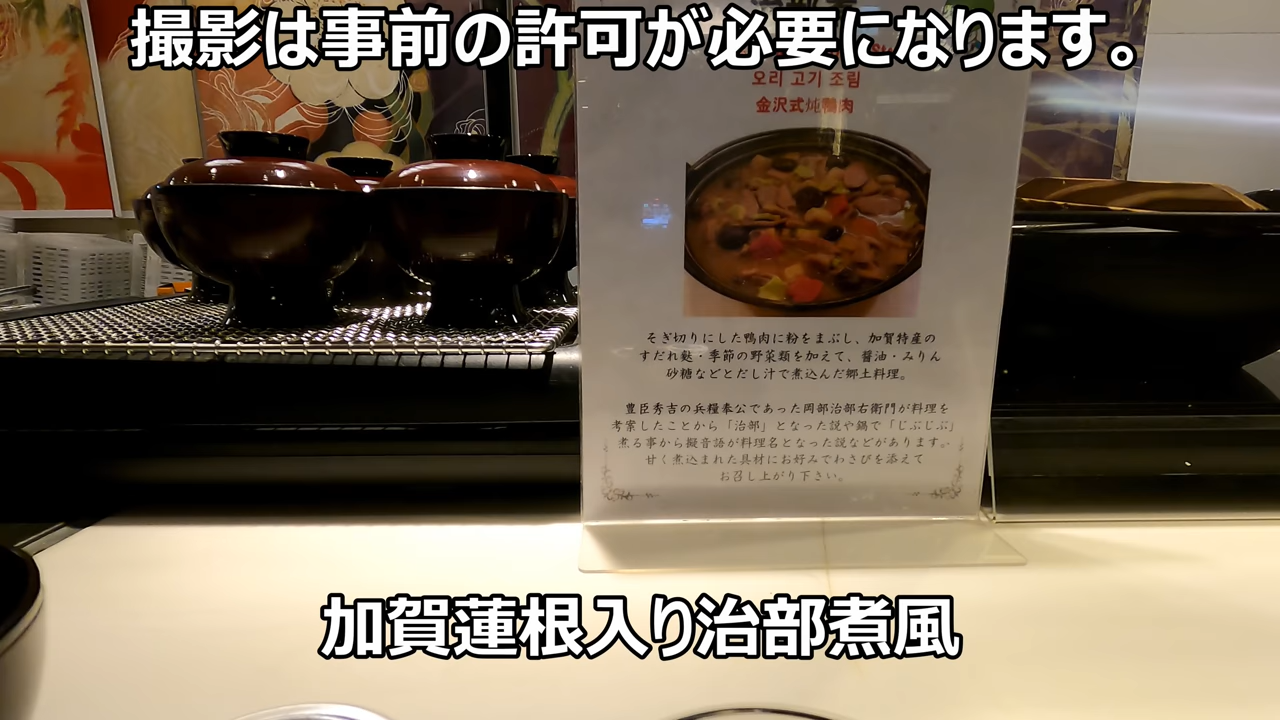 撮影は事前の許可が必要になります。
오리 고기 조림
金沢式炖鴨肉
そぎ切りにした鴨肉に粉をまぶし、加賀特産の
すだれ麩・季節の野菜類を加えて、醤油・みりん
砂糖などとだし汁で煮込んだ郷土料理。
豊臣秀吉の兵糧奉公であった岡部治部右衛門が料理を
考案したことから「治部」となった説や鍋で「じぶじぶ」
煮る事から擬音語が料理名となった説などがあります。
甘く煮込まれた具材にお好みでわさびを添えて
お召し上がり下さい。
加賀蓮根入り治部煮風